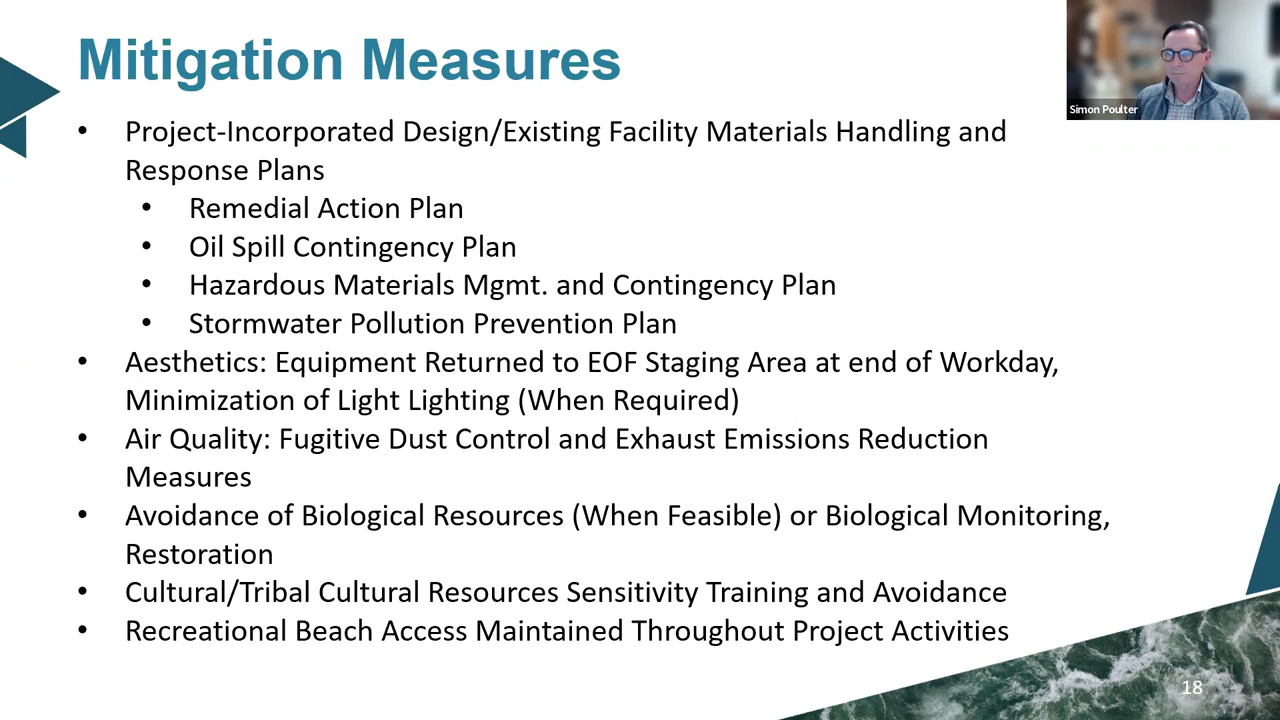 Mitigation Measures
Simon Poulter
• Project-Incorporated Design/Existing Facility Materials Handling and
Response Plans
• Remedial Action Plan
• Oil Spill Contingency Plan
• Hazardous Materials Mgmt. and Contingency Plan
• Stormwater Pollution Prevention Plan
• Aesthetics: Equipment Returned to EOF Staging Area at end of Workday,
Minimization of Light Lighting (When Required)
• Air Quality: Fugitive Dust Control and Exhaust Emissions Reduction
Measures
• Avoidance of Biological Resources (When Feasible) or Biological Monitoring,
Restoration
• Cultural/Tribal Cultural Resources Sensitivity Training and Avoidance
• Recreational Beach Access Maintained Throughout Project Activities
18